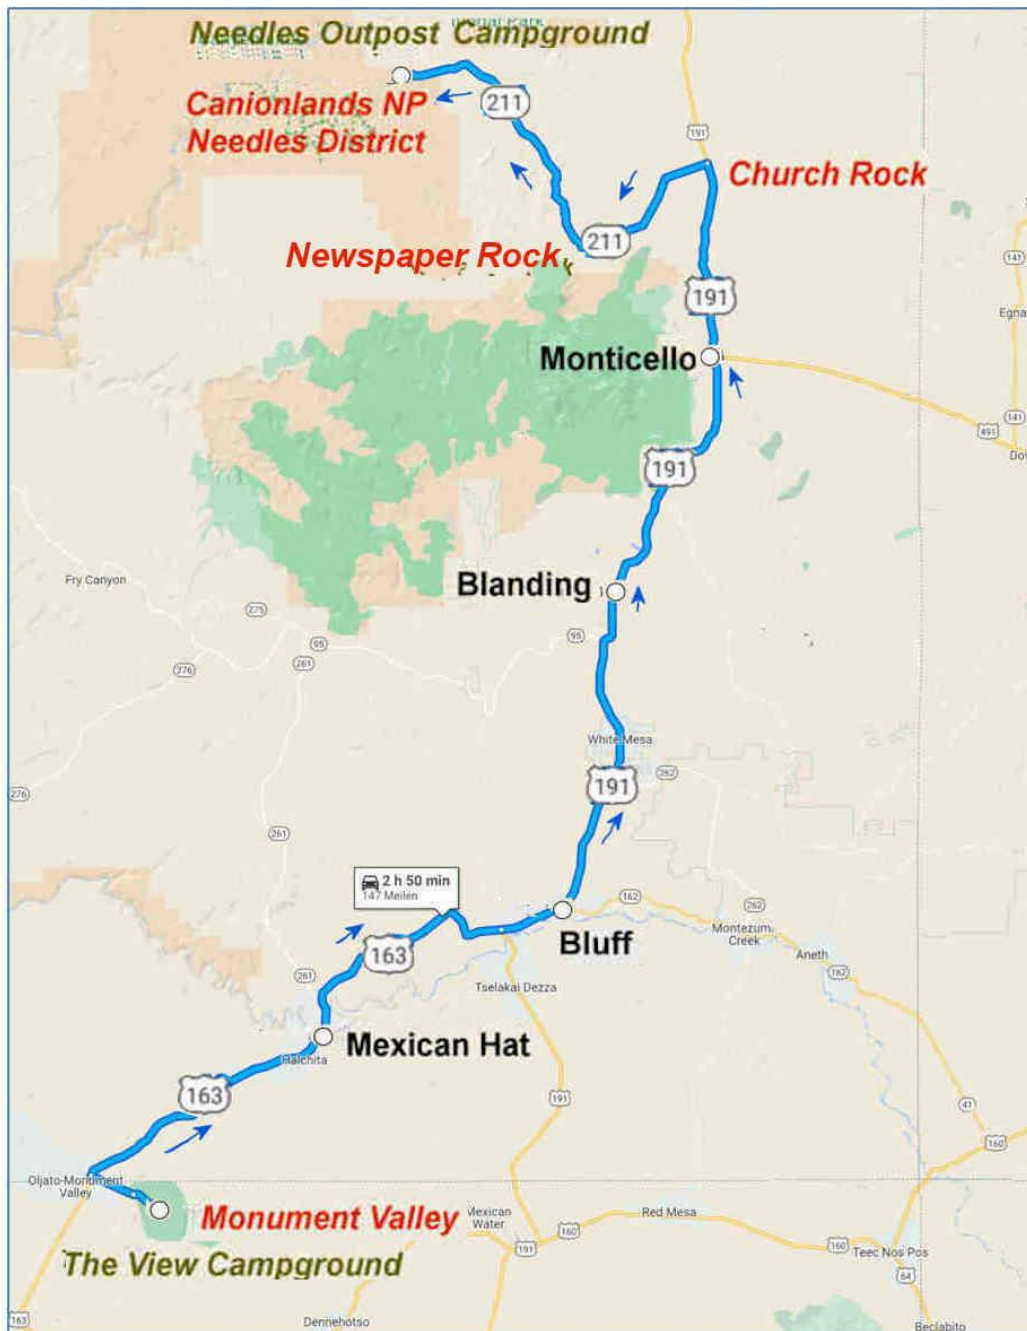 Needles Outpost Campground
Canionlands NP
Needles District
211
191
Church Rock
211
Newspaper Rock
191
141
Egna
Monticello
141
491
Do
191
Blanding
Fry Canyon
275
95
95
261
276
White Mesa
262
191
276
261
2 h 50 min
147 Meilen
162
262
Bluff
Montezum
Creek
Aneth
163
162
261
Tselakai Dezza
Mexican Hat
Halchita
163
191
41
160
Oljato-Monument
Valley
Monument Valley
Mexican
Water
Red Mesa
160
191
160
Teec Nos Pos
The View Campground
64
163
Dennehotso
Beclabito